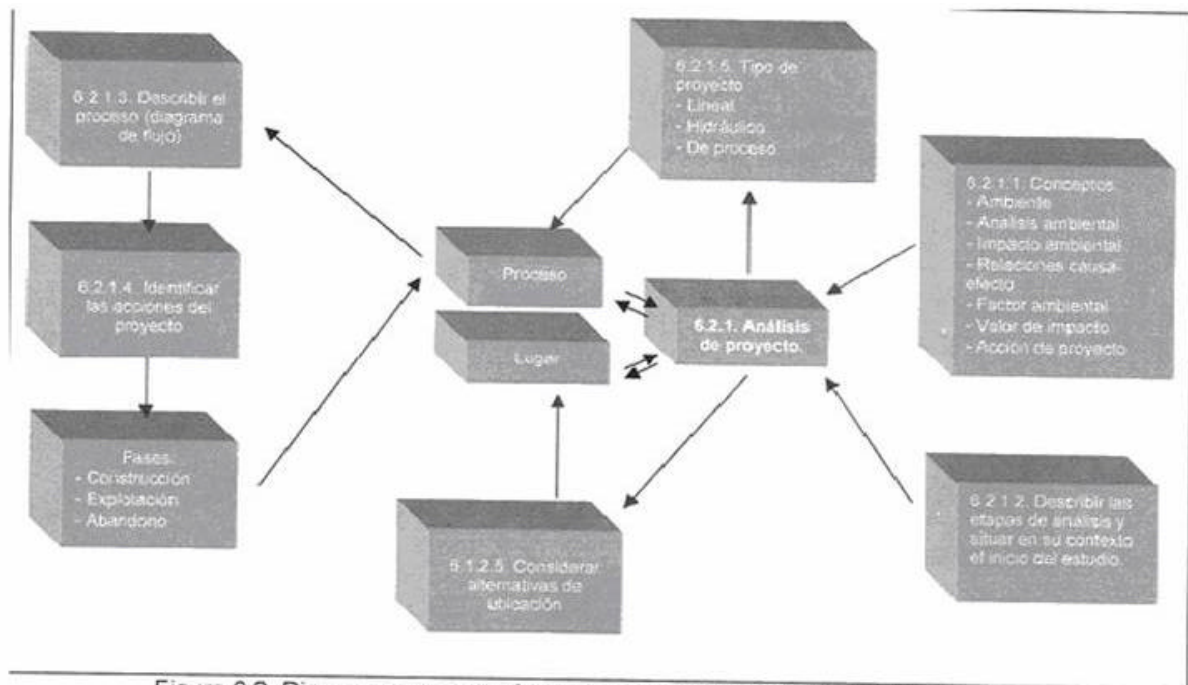 6.2.1.3. Describir el
proceso (diagrama
de flujo)
6.2.1.4. Identificar
las acciones del
proyecto
Fases:
- Construcción
- Explotación
- Abandono
Proceso
Lugar
6.1.2.5. Considerar
alternativas de
ubicación
6.2.1.5. Tipo de
proyecto
- Lineal
- Hidráulico
- De proceso
6.2.1. Análisis
de proyecto.
6.2.1.1. Conceptos:
- Ambiente
- Análisis ambiental
- Impacto ambiental
- Relaciones causa-
efecto
- Factor ambiental
- Valor de impacto
- Acción de proyecto
6.2.1.2. Describir las
etapas de análisis y
situar en su contexto
el inicio del estudio.